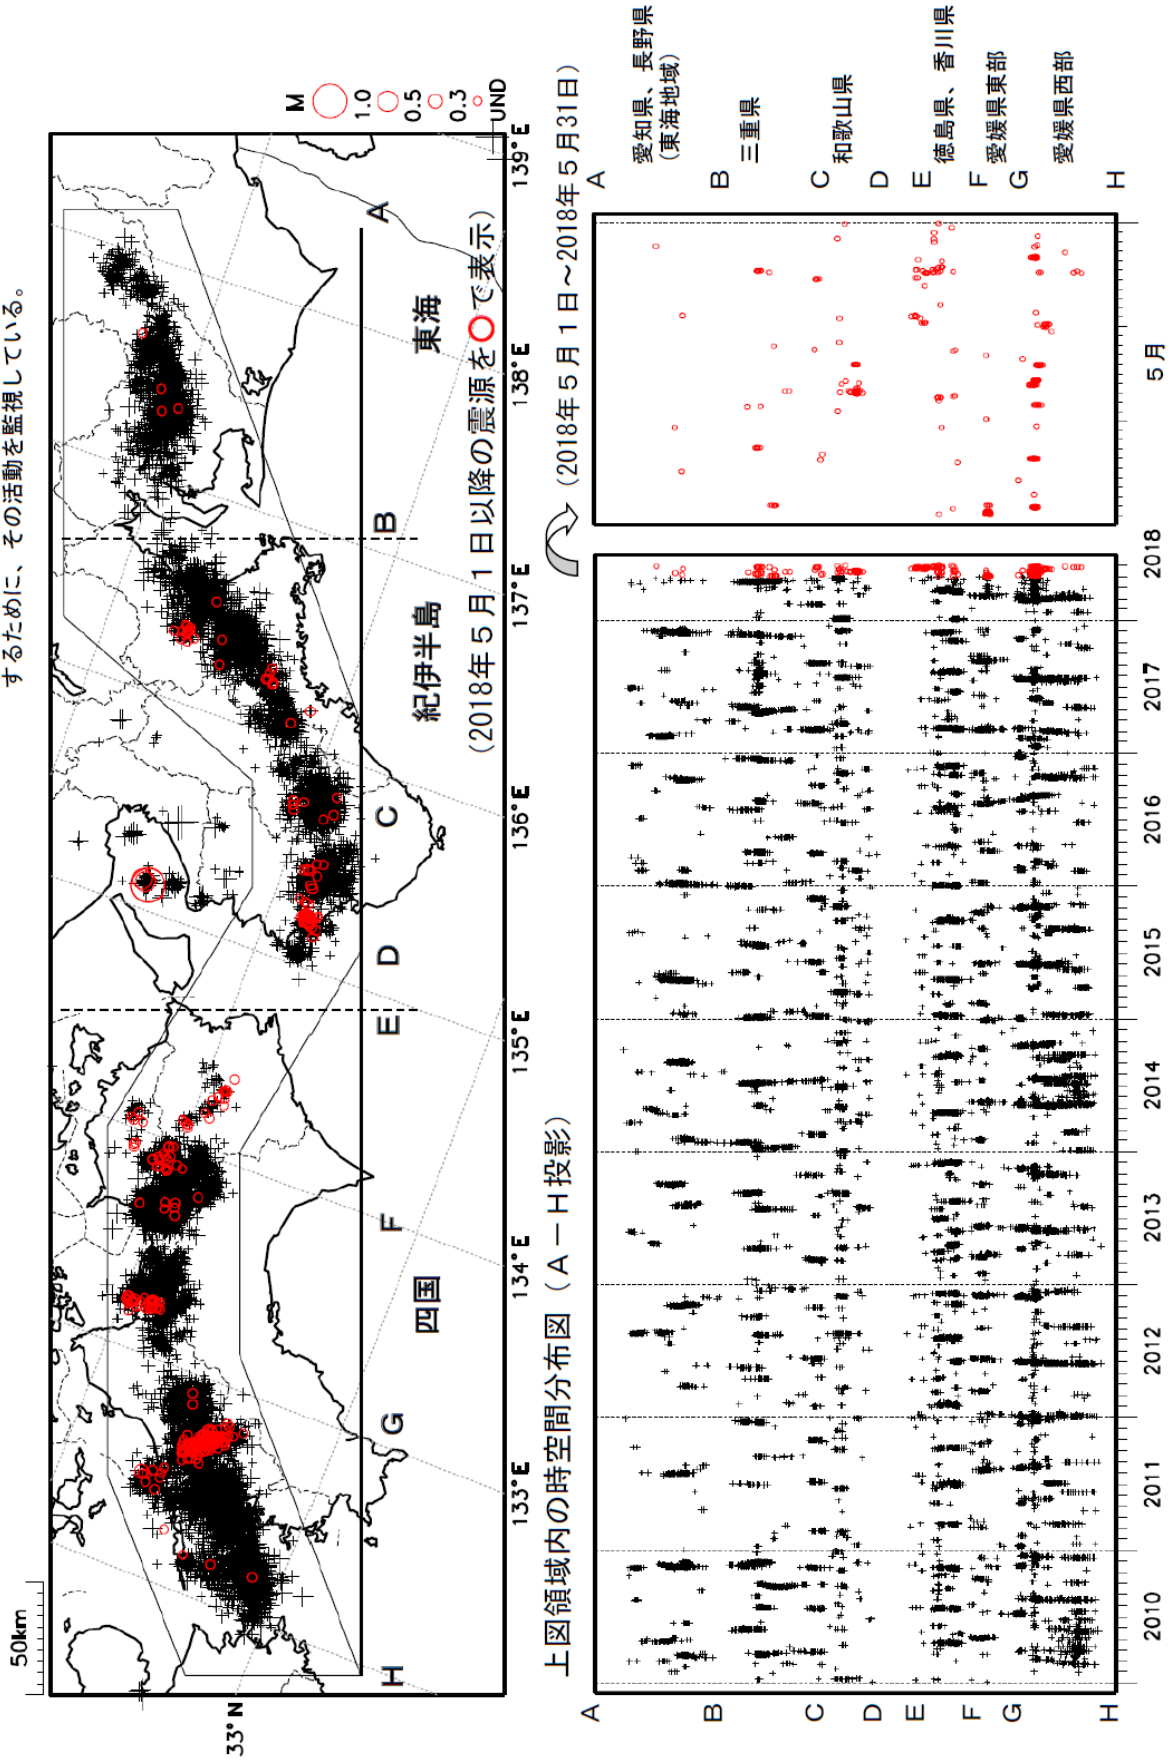 するために、その活動を監視している。
50km
33°N
133°E
134°E
135°E
136°E
137°E
138°E
139°E
M
1.0
0.5
0.3
UND
H
G
F
E
D
C
B
A
四国
紀伊半島
東海
(2018年5月1日以降の震源を○で表示)
上図領域内の時空間分布図(A-H投影)
(2018年5月1日~2018年5月31日)
A
B
C
D
E
F
G
H
2010
2011
2012
2013
2014
2015
2016
2017
2018
5月
A
B
C
D
E
F
G
H
愛知県、長野県
(東海地域)
三重県
和歌山県
徳島県、香川県
愛媛県東部
愛媛県西部